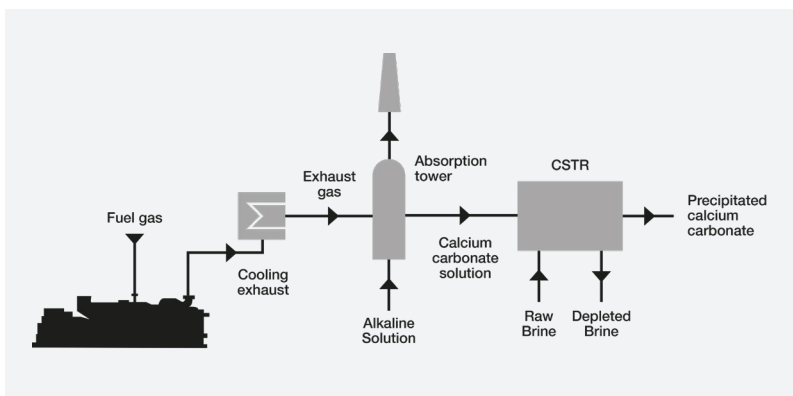 Fuel gas
Cooling
exhaust
Exhaust
gas
Absorption
tower
Alkaline
Solution
Calcium
carbonate
solution
CSTR
Raw
Brine
Depleted
Brine
Precipitated
calcium
carbonate